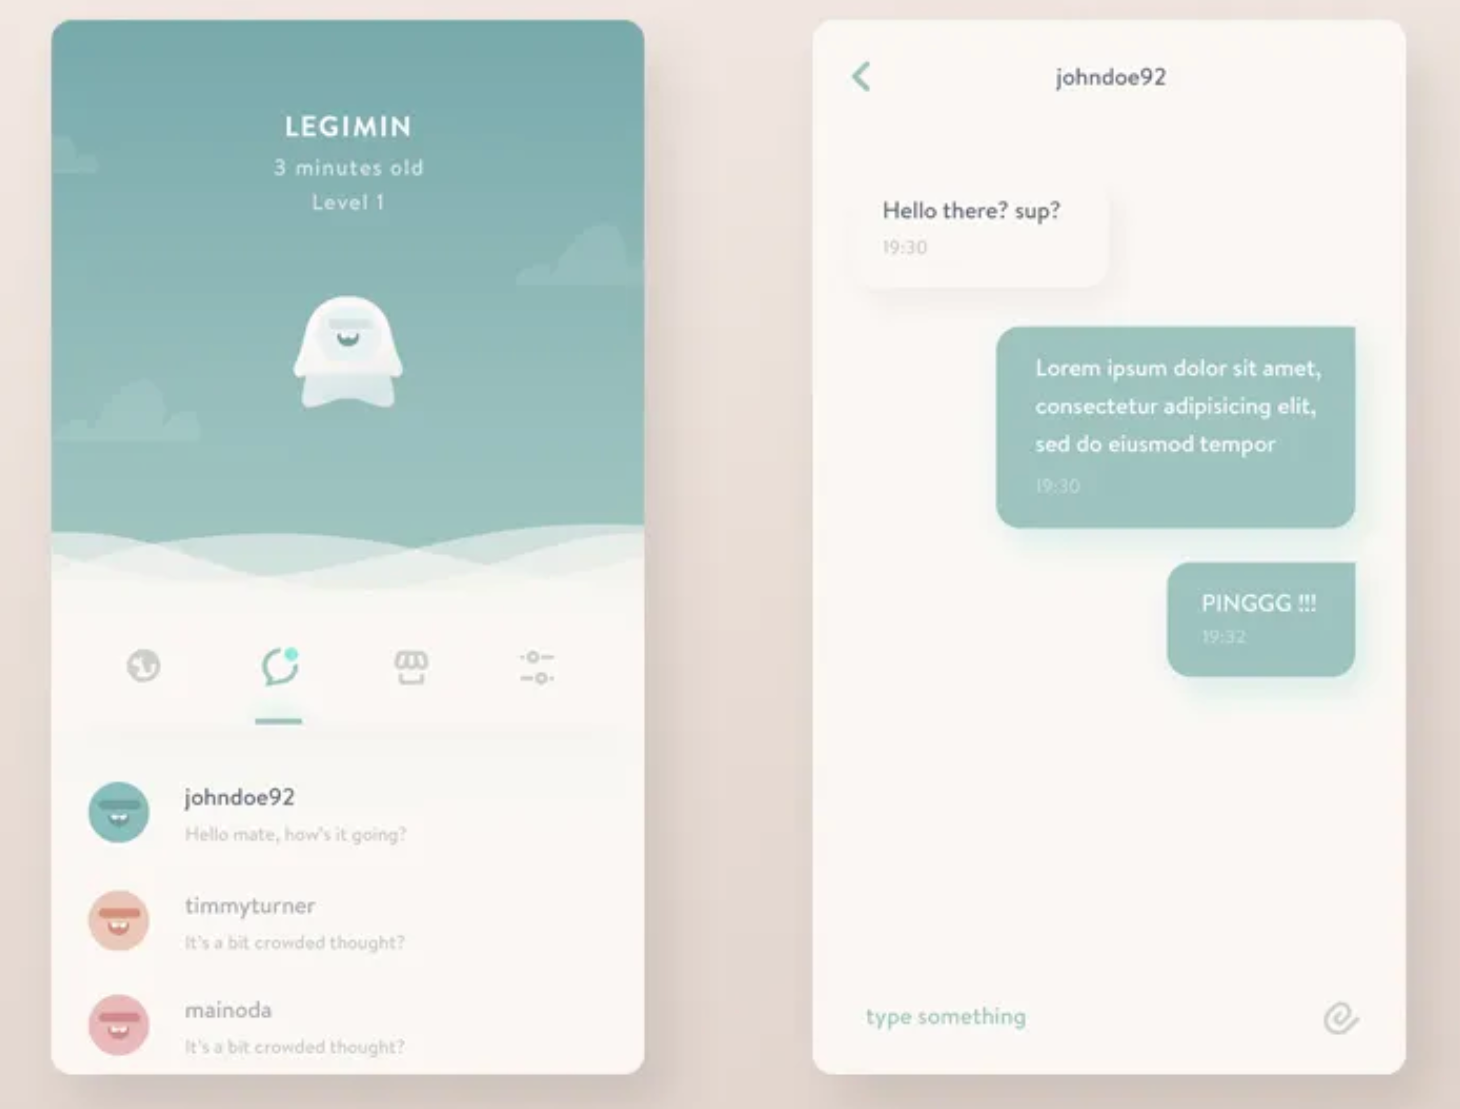 LEGIMIN
3 minutes old
Level 1
johndoe92
Hello mate, how's it going?
timmyturner
It's a bit crowded thought?
mainoda
It's a bit crowded thought?
johndoe92
Hello there? sup?
19:30
Lorem ipsum dolor sit amet,
consectetur adipisicing elit,
sed do eiusmod tempor
19:30
PINGGG !!!
19:32
type something